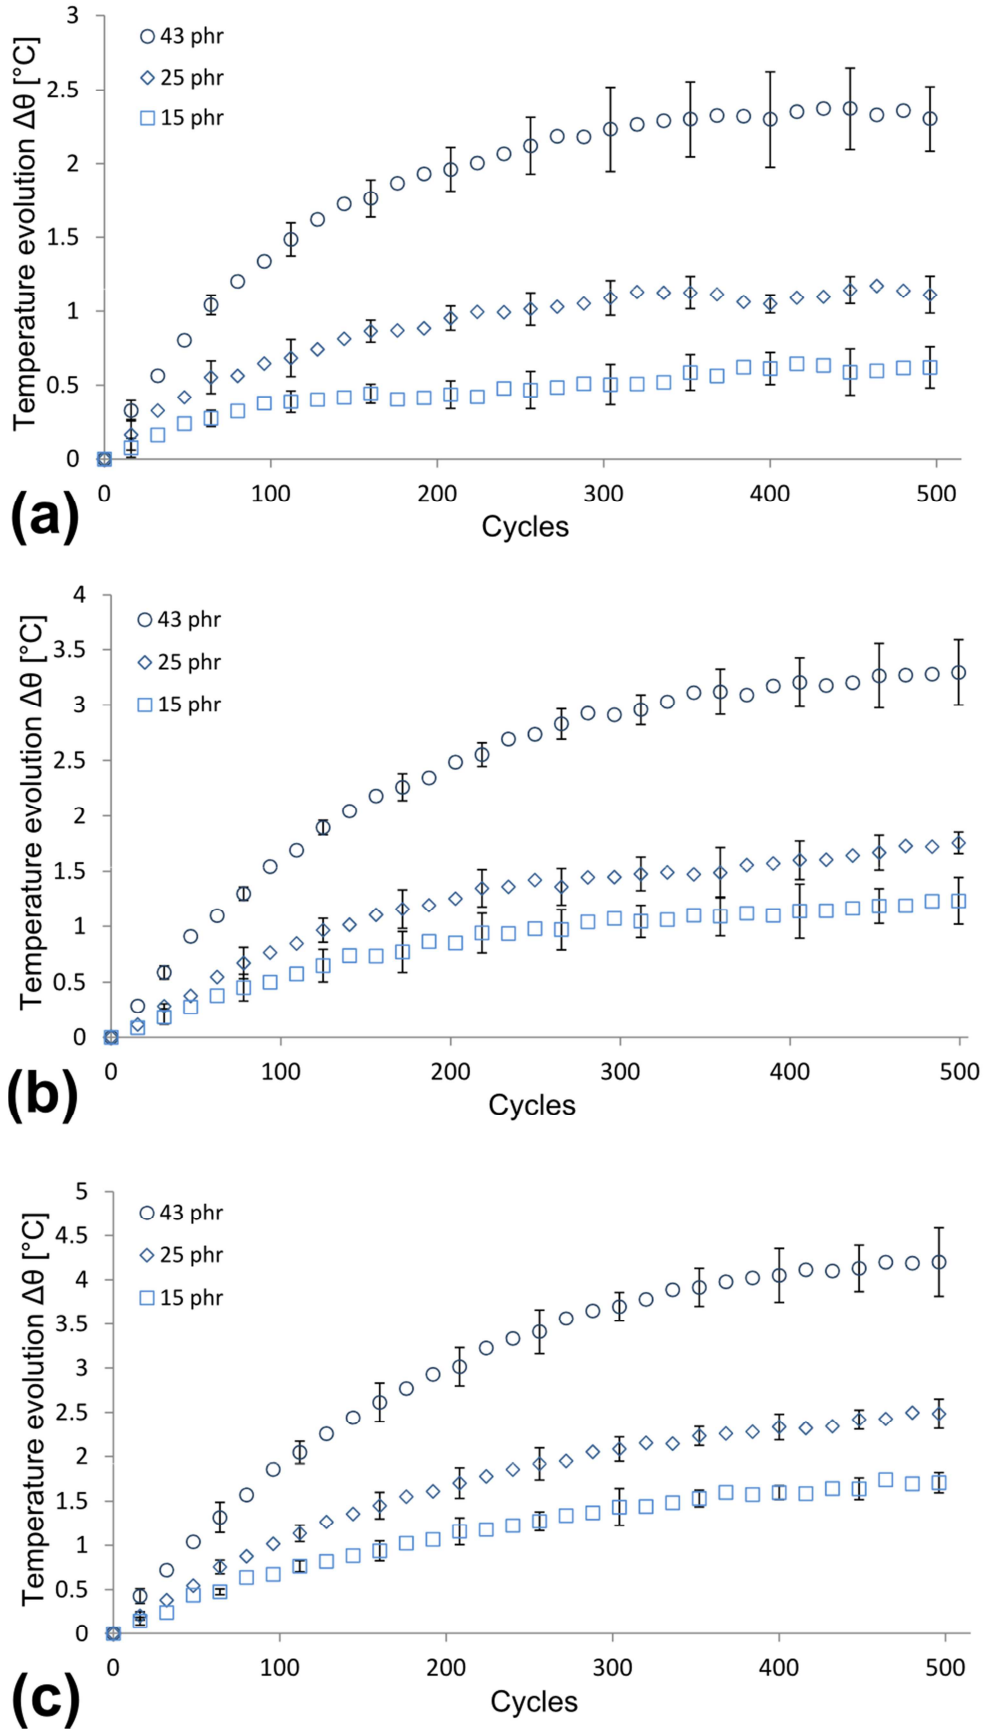 Temperature evolution Δθ [°C]
3
2.5
2
1.5
1
0.5
0
43 phr
25 phr
15 phr
0 100 200 300 400 500
Cycles
(a)
Temperature evolution Δθ [°C]
4
3.5
3
2.5
2
1.5
1
0.5
0
43 phr
25 phr
15 phr
0 100 200 300 400 500
Cycles
(b)
Temperature evolution Δθ [°C]
5
4.5
4
3.5
3
2.5
2
1.5
1
0.5
0
43 phr
25 phr
15 phr
0 100 200 300 400 500
Cycles
(c)